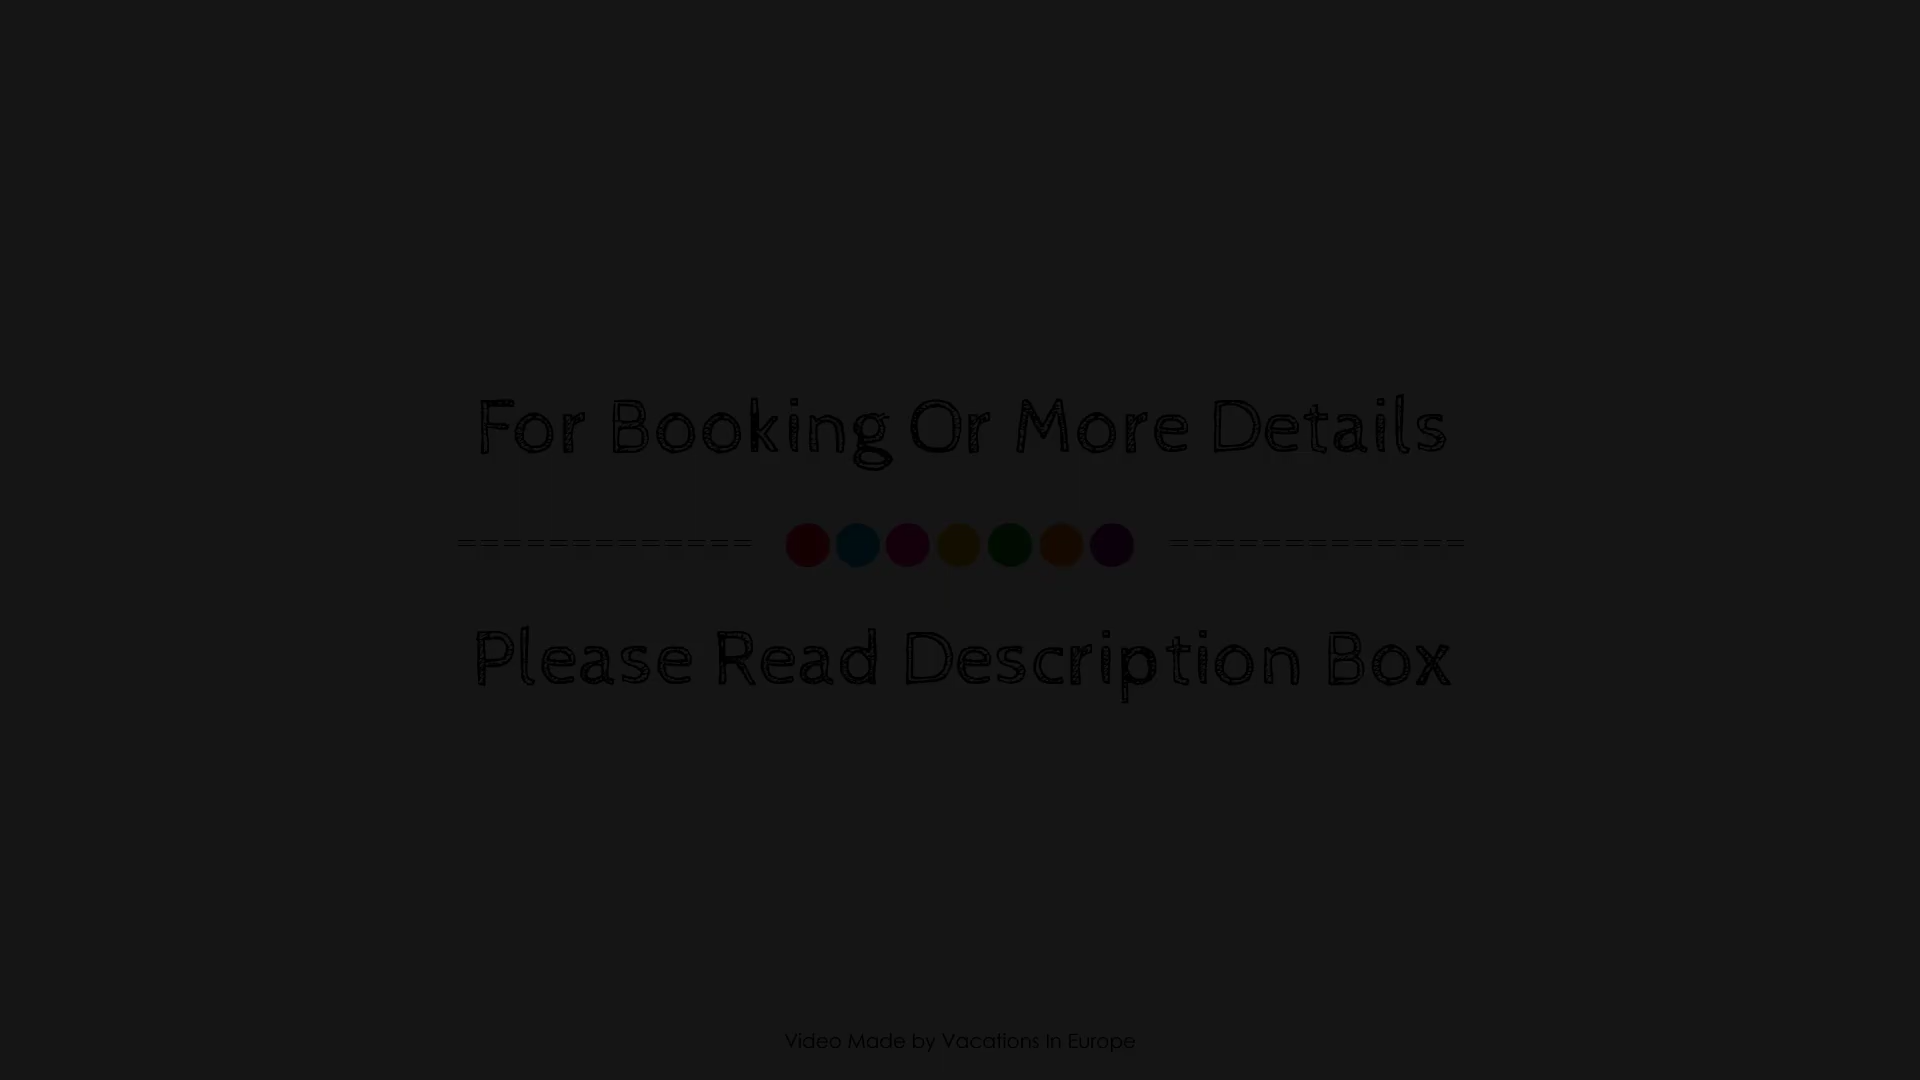 For Booking Or More Details
============= =============
Please Read Description Box
Video Made by Vacations In Europe